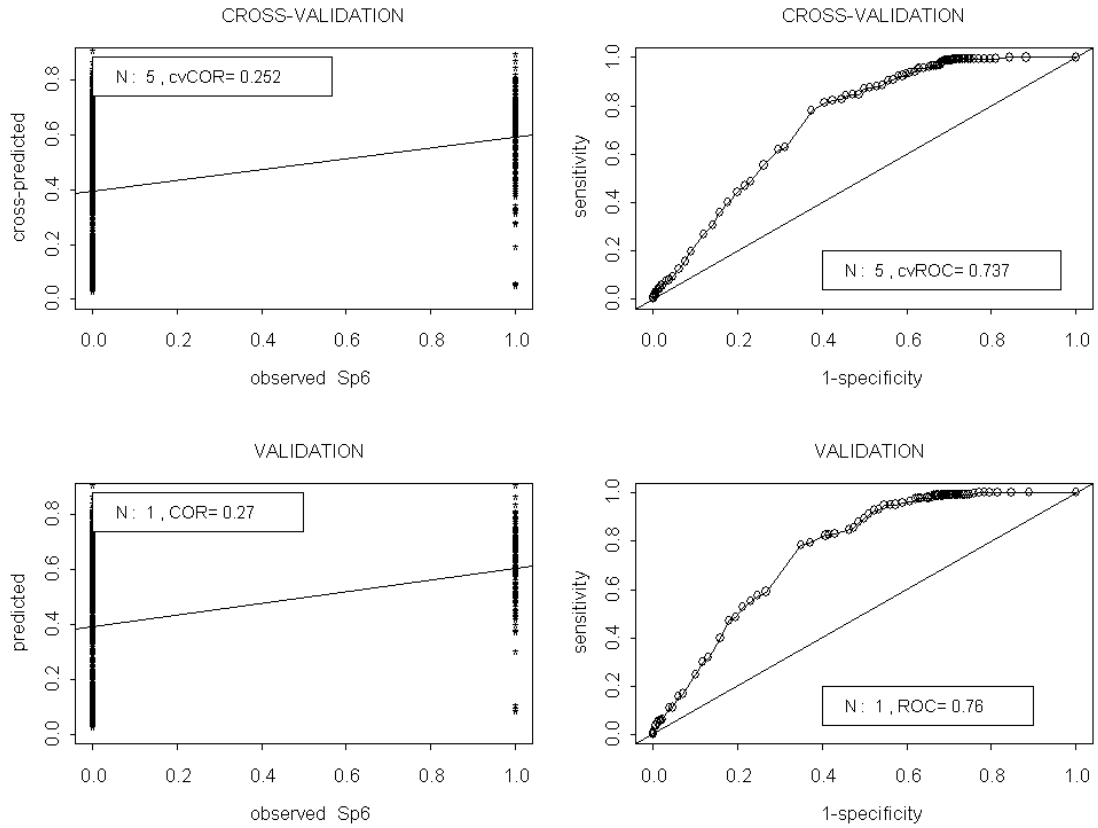 CROSS-VALIDATION
N : 5 , cvCOR= 0.252
cross-predicted
0.0 0.2 0.4 0.6 0.8
0.0 0.2 0.4 0.6 0.8 1.0
observed Sp6
CROSS-VALIDATION
N : 5 , cvROC= 0.737
sensitivity
0.0 0.2 0.4 0.6 0.8 1.0
0.0 0.2 0.4 0.6 0.8 1.0
1-specificity
VALIDATION
N : 1 , COR= 0.27
predicted
0.0 0.2 0.4 0.6 0.8
0.0 0.2 0.4 0.6 0.8 1.0
observed Sp6
VALIDATION
N : 1 , ROC= 0.76
sensitivity
0.0 0.2 0.4 0.6 0.8 1.0
0.0 0.2 0.4 0.6 0.8 1.0
1-specificity